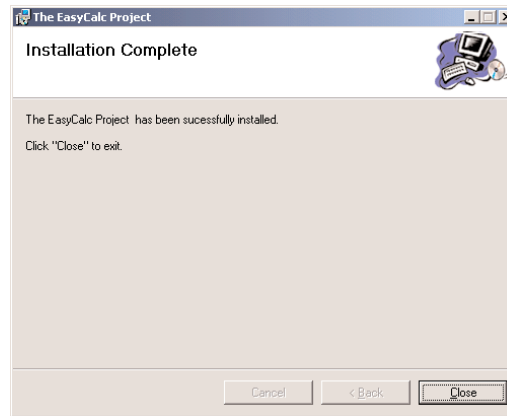 The EasyCalc Project
Installation Complete
The EasyCalc Project  has been sucessfully installed.
Click "Close" to exit.
Cancel
< Back
Close